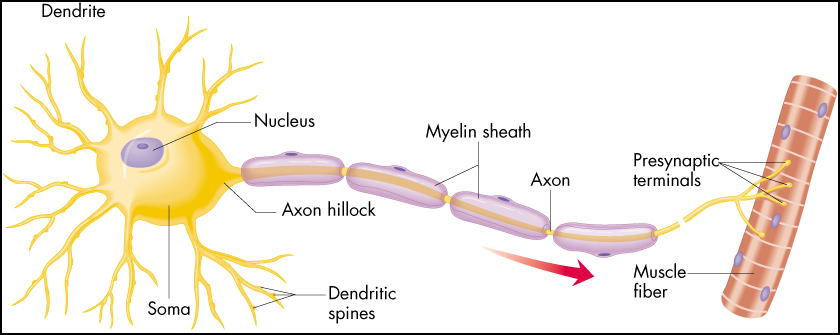 Dendrite
Nucleus
Myelin sheath
Axon
Presynaptic
terminals
Axon hillock
Soma
Dendritic
spines
Muscle
fiber